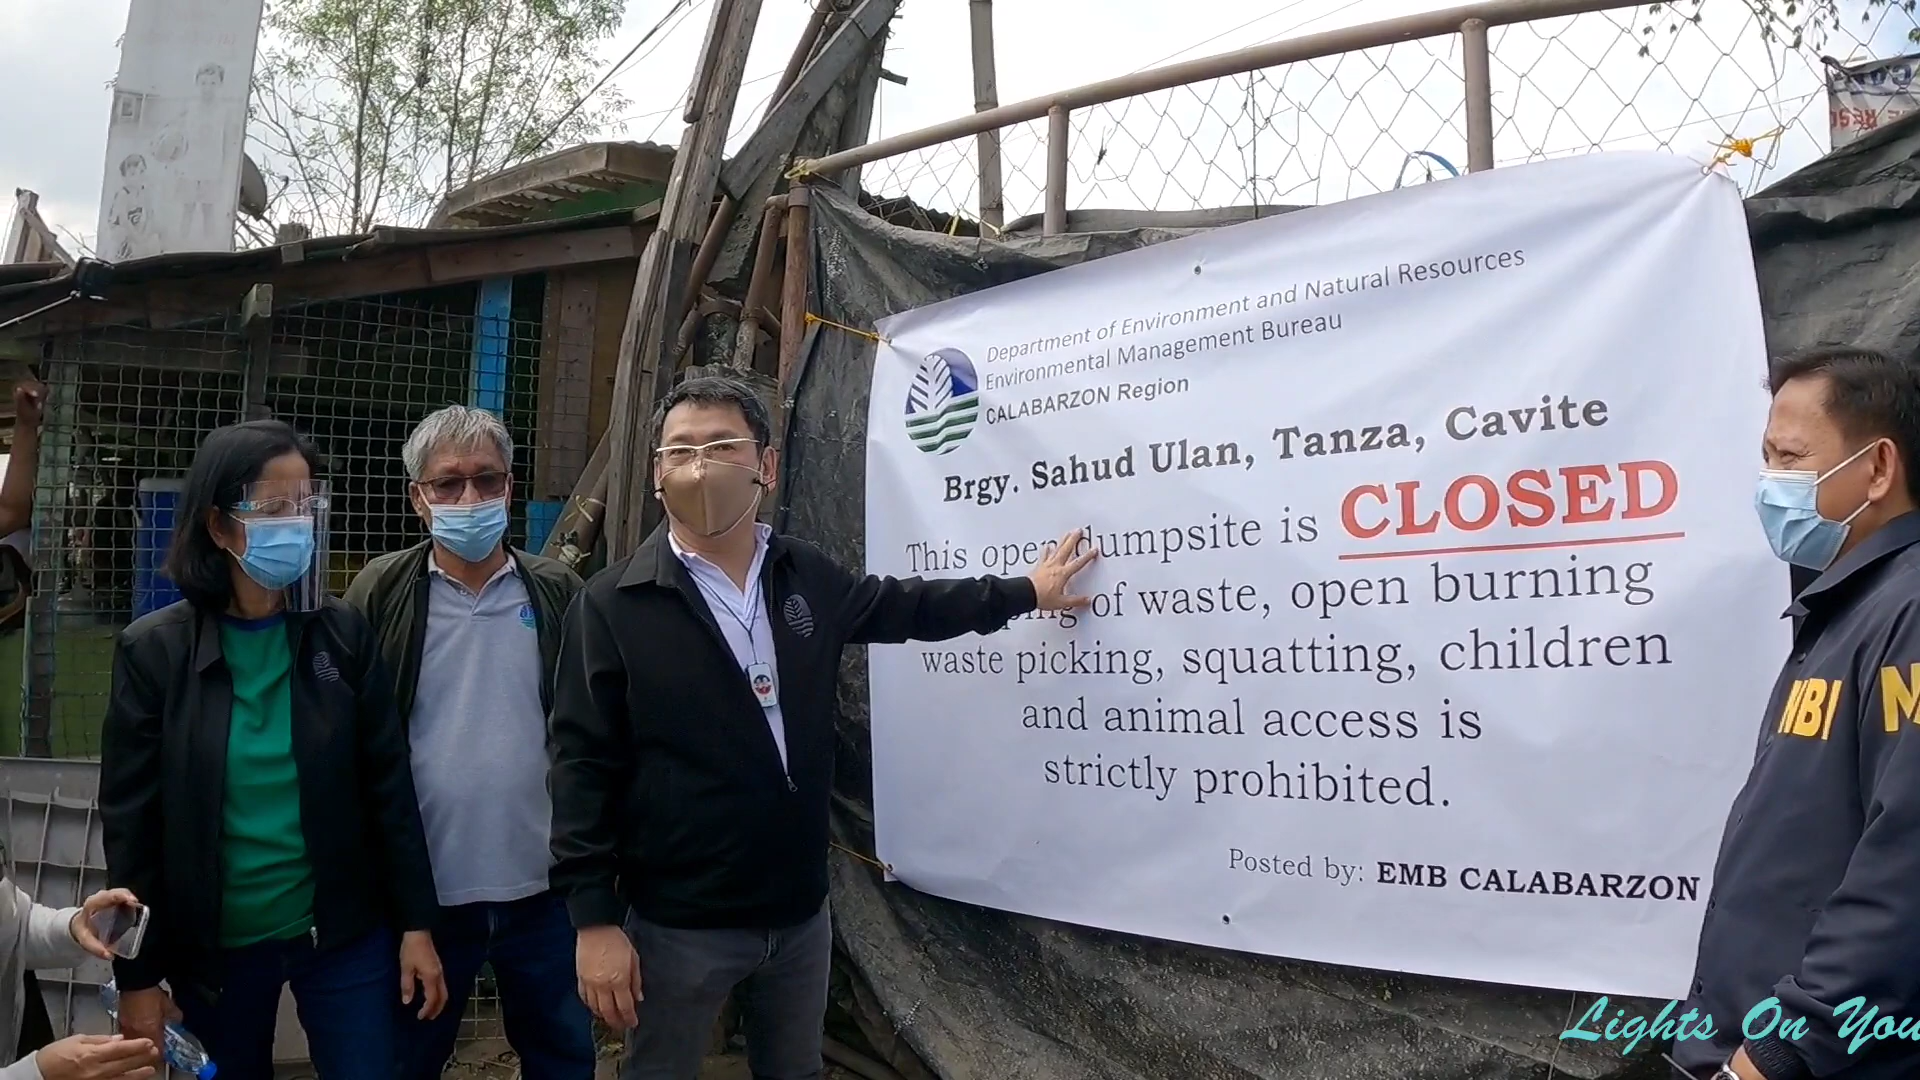 Department of Environment and Natural Resources
Environmental Management Bureau
CALABARZON Region
Brgy. Sahud Ulan, Tanza, Cavite
This open dumpsite is CLOSED
of waste, open burning
waste picking, squatting, children
and animal access is
strictly prohibited.
Posted by: EMB CALABARZON
NBI
Lights On You